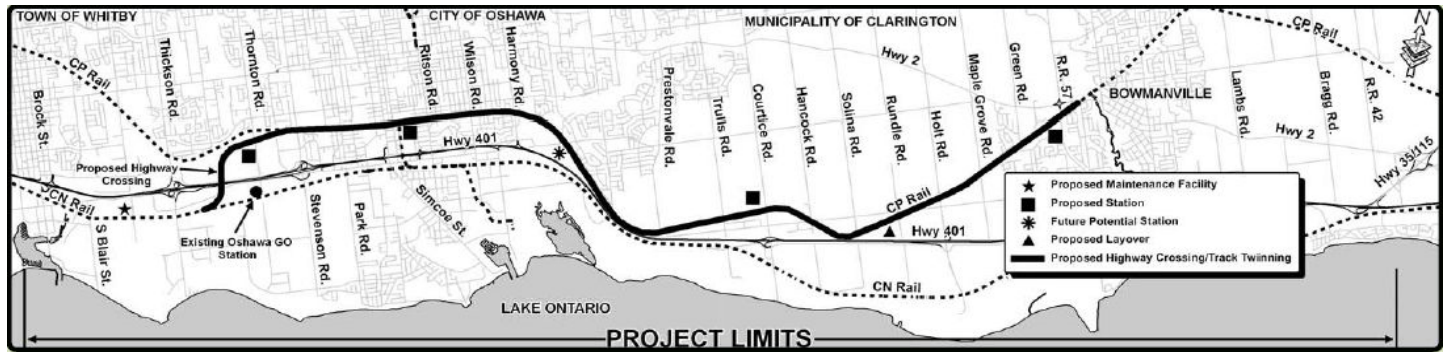 TOWN OF WHITBY
CITY OF OSHAWA
MUNICIPALITY OF CLARINGTON
N
CP Rail
Brock St.
Thickson Rd.
Thornton Rd.
Ritson Rd.
Wilson Rd.
Harmony Rd.
Prestonvale Rd.
Trulls Rd.
Courtice Rd.
Hancock Rd.
Solina Rd.
Rundle Rd.
Holt Rd.
Maple Grove Rd.
Green Rd.
R.R. 57
Hwy 2
CP Rail
BOWMANVILLE
Lambs Rd.
Bragg Rd.
R.R. 42
Hwy 2
Hwy 35/115
Hwy 401
Proposed Highway
Crossing
CN Rail
S Blair St.
Existing Oshawa GO
Station
Stevenson Rd.
Park Rd.
Simcoe St.
CP Rail
Hwy 401
CN Rail
Proposed Maintenance Facility
Proposed Station
Future Potential Station
Proposed Layover
Proposed Highway Crossing/Track Twinning
LAKE ONTARIO
PROJECT LIMITS